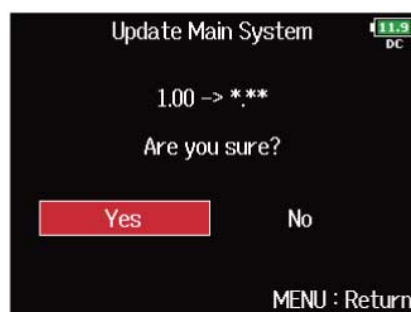 Update Main System
11.9
DC
1.00 -> *.**
Are you sure?
Yes No
MENU : Return